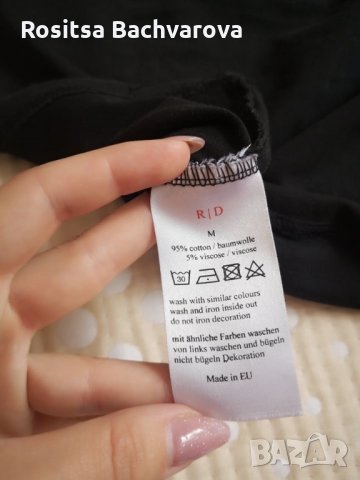 Rositsa Bachvarova
R|D
M
95% cotton / baumwolle
5% viscose / viscose
30
wash with similar colours
wash and iron inside out
do not iron decoration
mit ähnliche Farben waschen
von links waschen und bügeln
nicht bügeln Dekoration
Made in EU
BAZAR